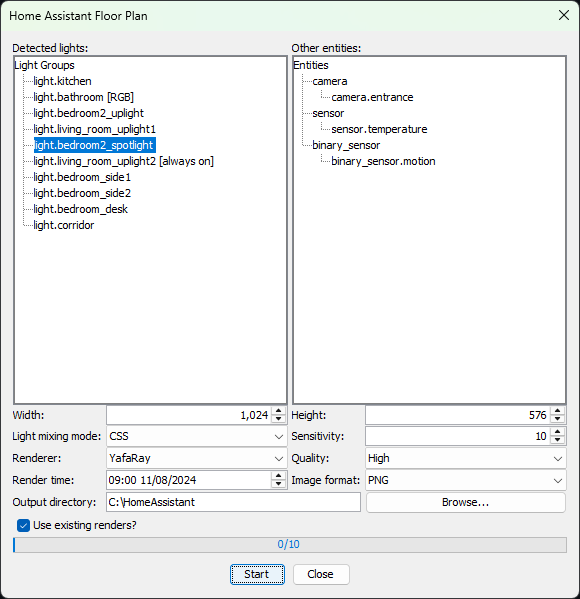 Home Assistant Floor Plan
Detected lights:
Light Groups
light.kitchen
light.bathroom [RGB]
light.bedroom2_uplight
light.living_room_uplight1
light.bedroom2_spotlight
light.living_room_uplight2 [always on]
light.bedroom_side1
light.bedroom_side2
light.bedroom_desk
light.corridor
Other entities:
Entities
camera
camera.entrance
sensor
sensor.temperature
binary_sensor
binary_sensor.motion
Width: 1,024 Height: 576
Light mixing mode: CSS Sensitivity: 10
Renderer: YafaRay Quality: High
Render time: 09:00 11/08/2024 Image format: PNG
Output directory: C:\HomeAssistant Browse...
Use existing renders?
0/10
Start Close